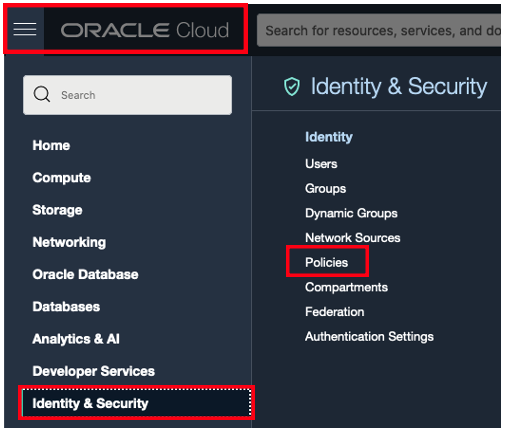 ORACLE Cloud
Search for resources, services, and do
Search
Home
Compute
Storage
Networking
Oracle Database
Databases
Analytics & AI
Developer Services
Identity & Security
Identity & Security
Identity
Users
Groups
Dynamic Groups
Network Sources
Policies
Compartments
Federation
Authentication Settings